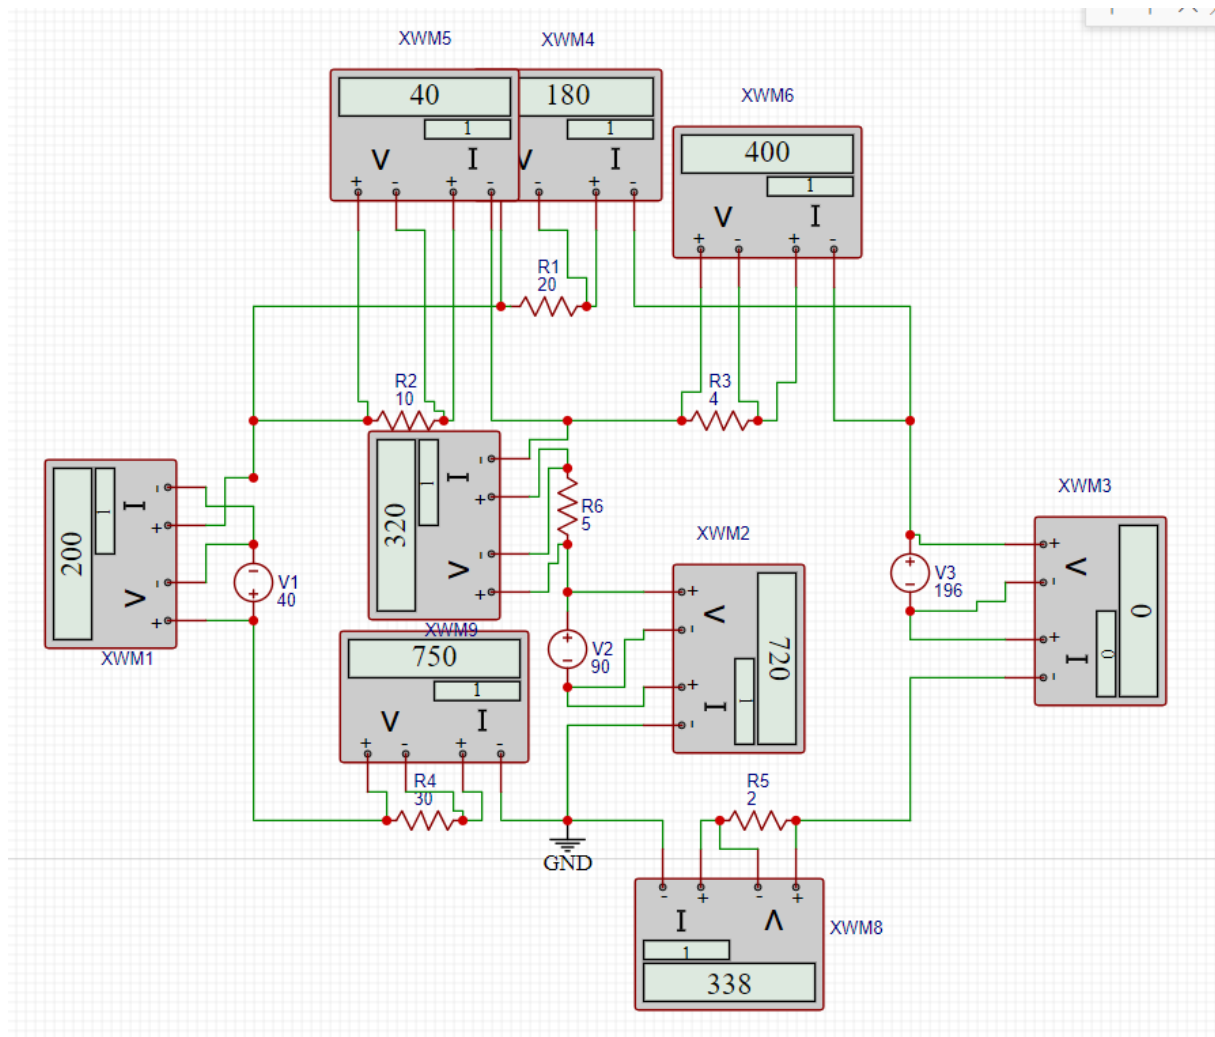 XWM5
XWM4
40
1
V
I
+
-
+
-
180
1
V
I
-
+
-
XWM6
400
1
V
I
+
-
+
-
R1
20
R2
10
R3
4
XWM1
200
1
I
V
-
+
-
+
V1
40
-
+
320
1
I
V
-
+
-
+
R6
5
XWM2
720
1
V
I
+
-
+
-
V2
90
+
-
XWM3
0
0
V
I
+
-
+
-
V3
196
+
-
XWM9
750
1
V
I
+
-
+
-
R4
30
GND
R5
2
-
+
-
+
I
V
1
338
XWM8